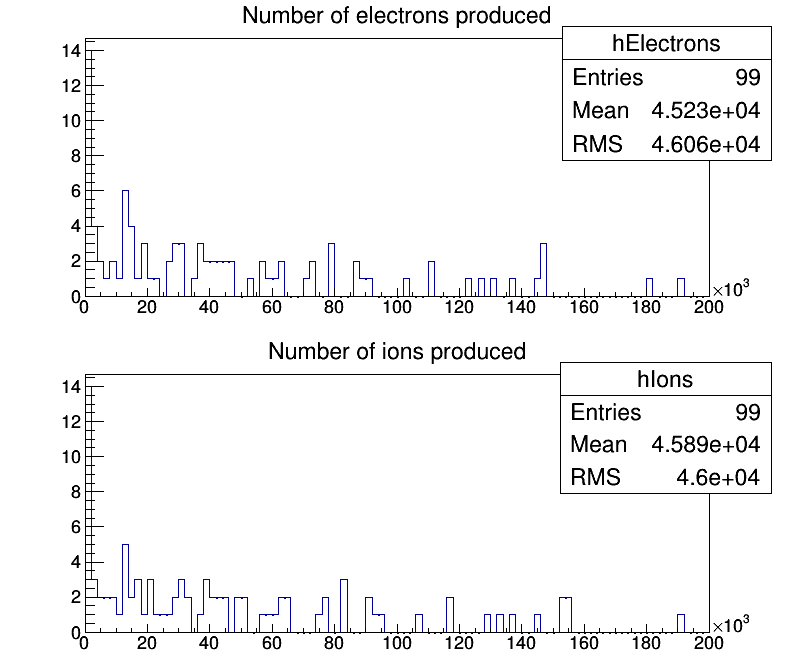 Number of electrons produced
hElectrons
Entries 99
Mean 4.523e+04
RMS 4.606e+04
14
12
10
8
6
4
2
0
0 20 40 60 80 100 120 140 160 180 200
×10³
Number of ions produced
hIons
Entries 99
Mean 4.589e+04
RMS 4.6e+04
14
12
10
8
6
4
2
0
0 20 40 60 80 100 120 140 160 180 200
×10³